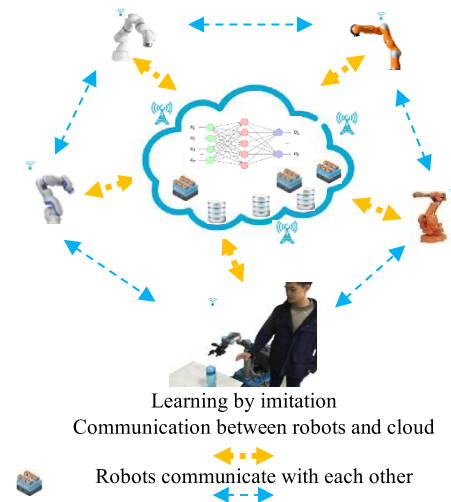 Learning by imitation
Communication between robots and cloud
Robots communicate with each other